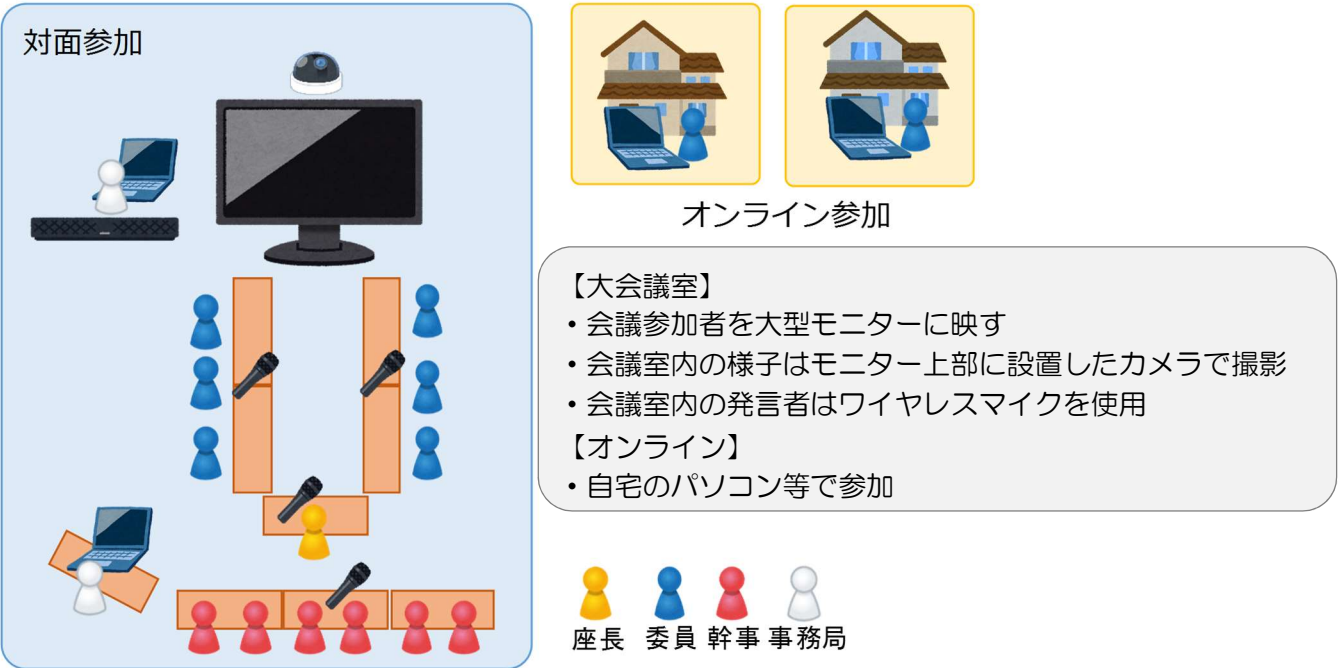 対面参加
オンライン参加
【大会議室】
・会議参加者を大型モニターに映す
・会議室内の様子はモニター上部に設置したカメラで撮影
・会議室内の発言者はワイヤレスマイクを使用
【オンライン】
・自宅のパソコン等で参加
座長 委員 幹事 事務局